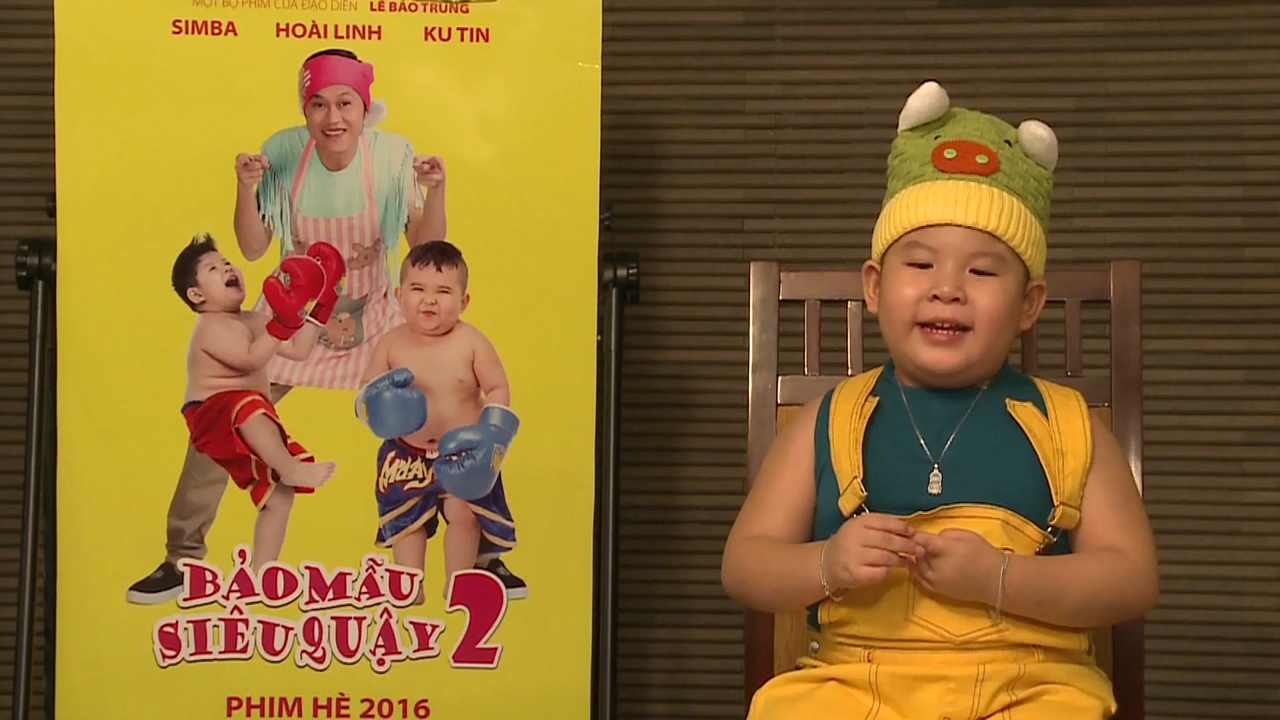 MỘT BỘ PHIM CỦA ĐẠO DIỄN LÊ BẢO TRUNG
SIMBA HOÀI LINH KU TIN
MUAY
BẢO MẪU
SIÊU QUẬY 2
PHIM HÈ 2016